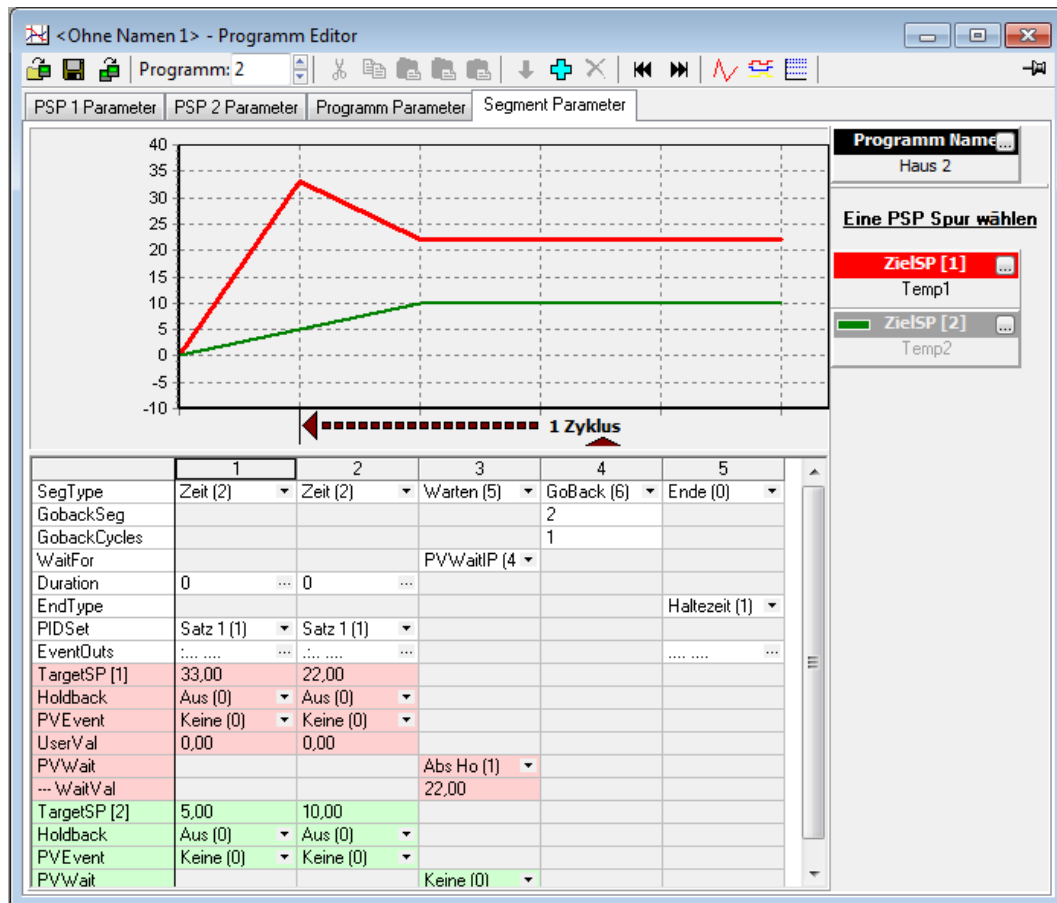 <Ohne Namen 1> - Programm Editor
Programm: 2
PSP 1 Parameter PSP 2 Parameter Programm Parameter Segment Parameter
40
35
30
25
20
15
10
5
0
-5
-10
1 Zyklus
Programm Name...
Haus 2
Eine PSP Spur wählen
ZielSP [1] ...
Temp1
ZielSP [2] ...
Temp2
1 2 3 4 5
SegType Zeit (2) Zeit (2) Warten (5) GoBack (6) Ende (0)
GobackSeg 2
GobackCycles 1
WaitFor PVWaitIP (4
Duration 0 ... 0 ...
EndType Haltezeit (1)
PIDSet Satz 1 (1) Satz 1 (1)
EventOuts :... .... ... .:.. .... ... .... .... ...
TargetSP [1] 33,00 22,00
Holdback Aus (0) Aus (0)
PVEvent Keine (0) Keine (0)
UserVal 0,00 0,00
PVWait Abs Ho (1)
--- WaitVal 22,00
TargetSP [2] 5,00 10,00
Holdback Aus (0) Aus (0)
PVEvent Keine (0) Keine (0)
PVWait Keine (0)